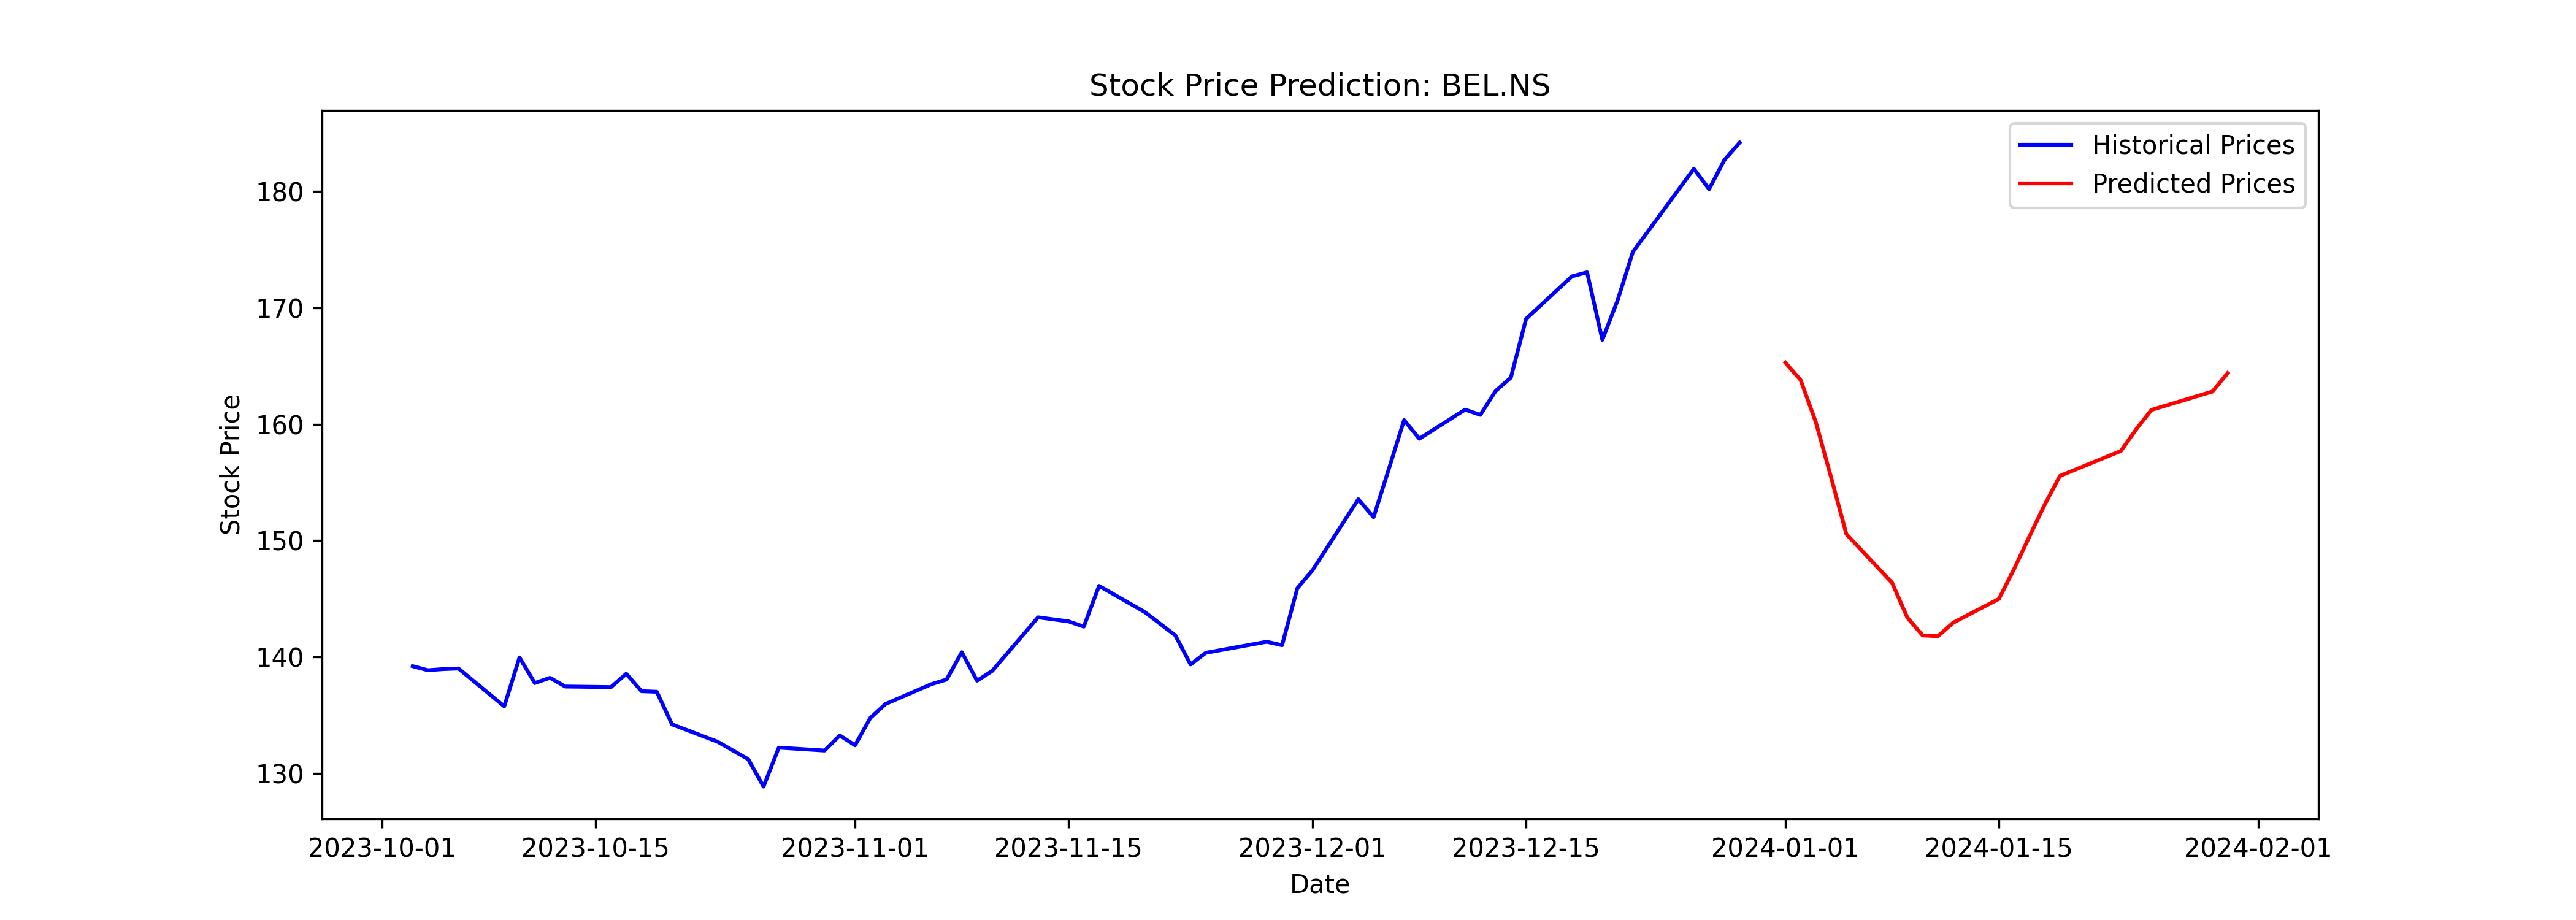 Stock Price Prediction: BEL.NS
Historical Prices
Predicted Prices
Stock Price
180
170
160
150
140
130
2023-10-01 2023-10-15 2023-11-01 2023-11-15 2023-12-01 2023-12-15 2024-01-01 2024-01-15 2024-02-01
Date